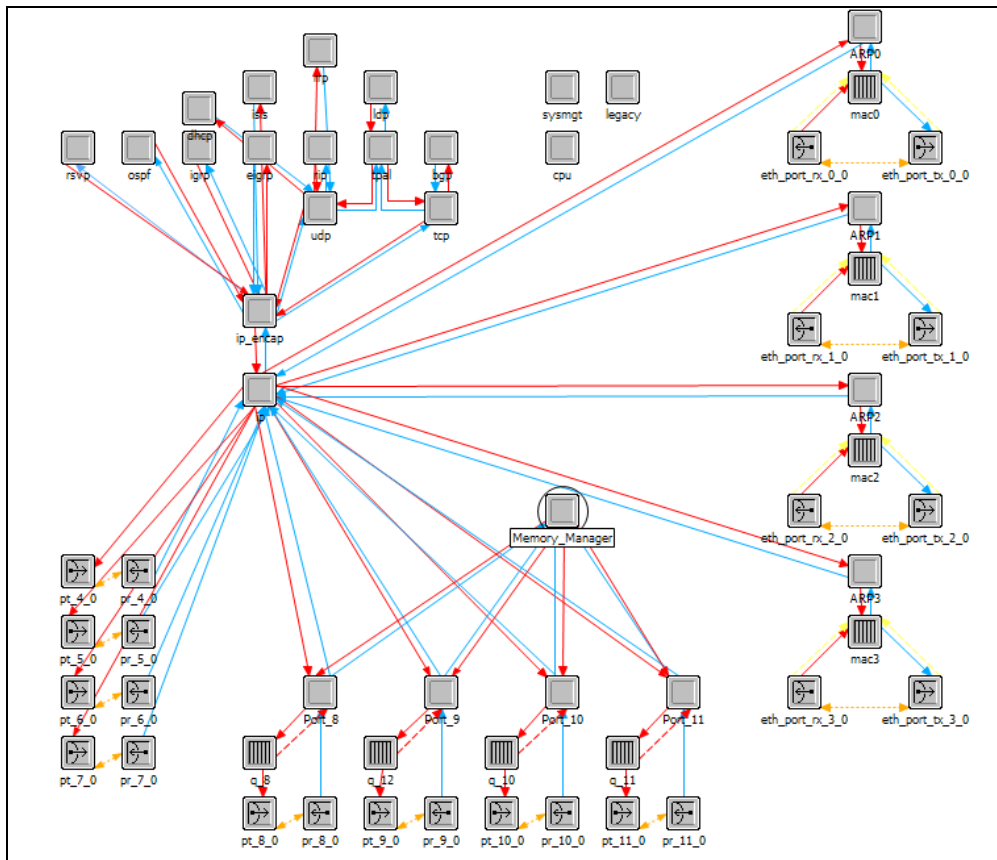 ARP0
isis
ldp
sysmgt
legacy
mac0
dhcp
rsvp
ospf
igrp
eigrp
rip
tpal
bgp
cpu
eth_port_rx_0_0
eth_port_tx_0_0
udp
tcp
ARP1
mac1
ip_encap
eth_port_rx_1_0
eth_port_tx_1_0
ip
ARP2
mac2
Memory_Manager
eth_port_rx_2_0
eth_port_tx_2_0
pt_4_0
pr_4_0
ARP3
pt_5_0
pr_5_0
mac3
pt_6_0
pr_6_0
Port_8
Port_9
Port_10
Port_11
eth_port_rx_3_0
eth_port_tx_3_0
pt_7_0
pr_7_0
q_8
q_12
q_10
q_11
pt_8_0
pr_8_0
pt_9_0
pr_9_0
pt_10_0
pr_10_0
pt_11_0
pr_11_0